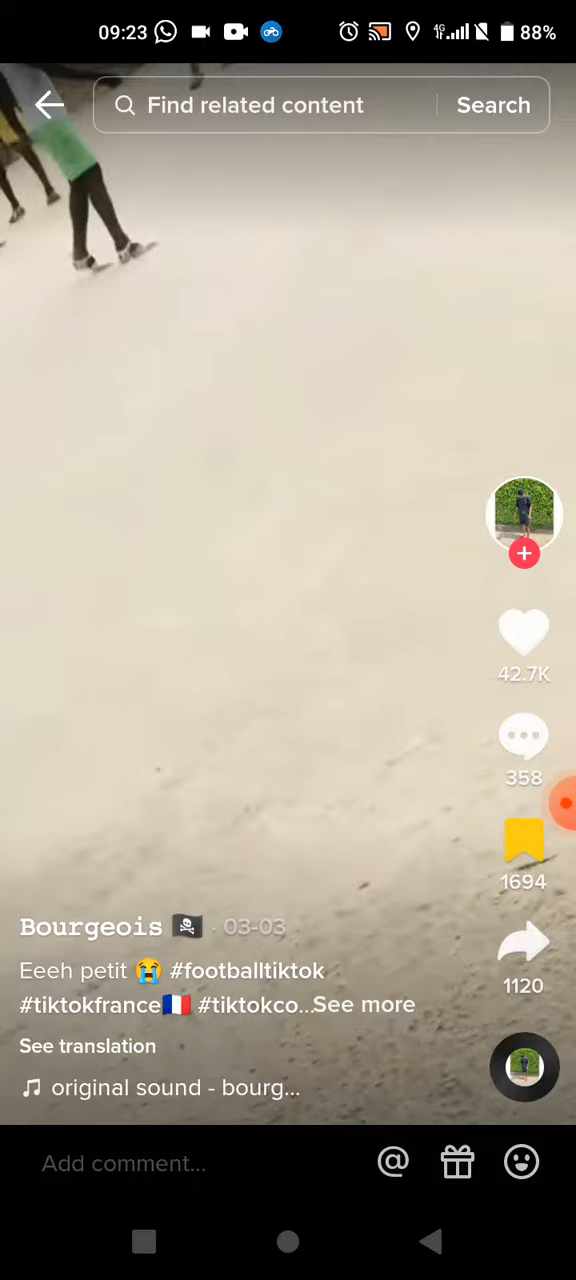 09:23
4G
88%
Find related content
Search
42.7K
358
1694
1120
Bourgeois 🏴‍☠️ · 03-03
Eeeh petit 😭 #footballtiktok
#tiktokfrance🇫🇷 #tiktokco...See more
See translation
original sound - bourg...
Add comment...